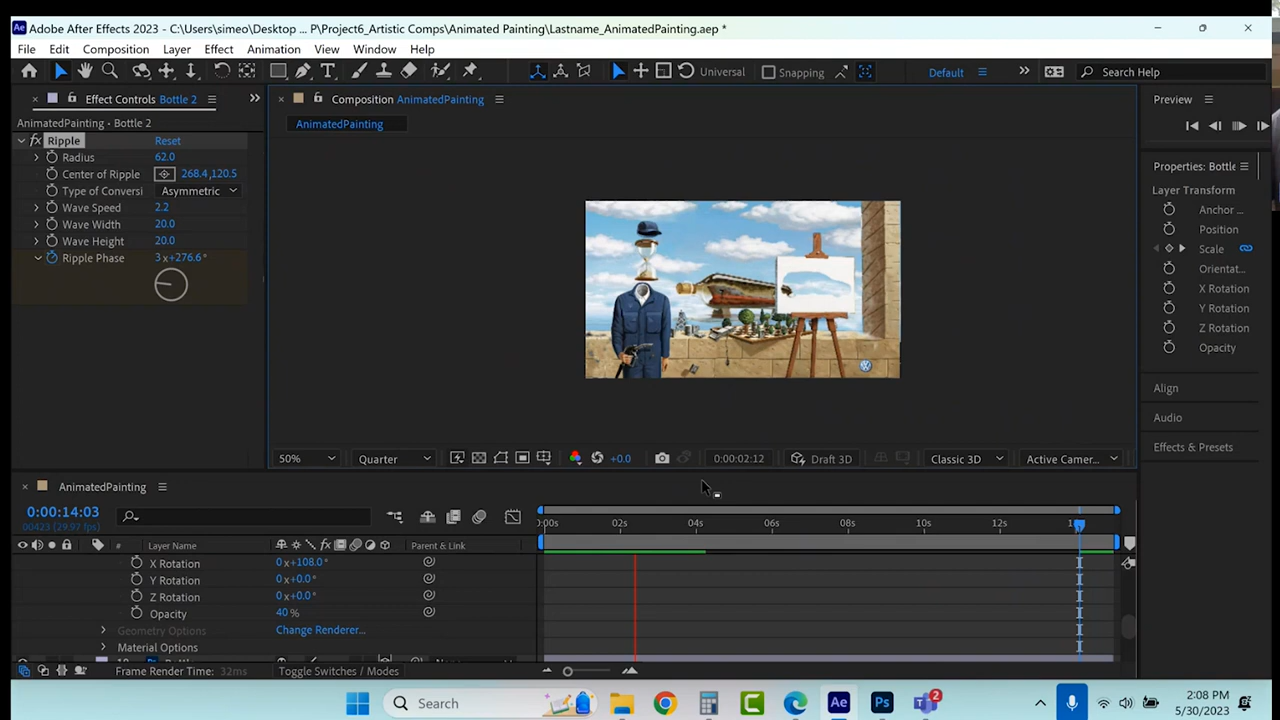 Adobe After Effects 2023 - C:\Users\simeo\Desktop ... P\Project6_Artistic Comps\Animated Painting\Lastname_AnimatedPainting.aep *
File Edit Composition Layer Effect Animation View Window Help
Universal Snapping Default Search Help
Effect Controls Bottle 2
AnimatedPainting • Bottle 2
fx Ripple Reset
Radius 62.0
Center of Ripple 268.4,120.5
Type of Conversi Asymmetric
Wave Speed 2.2
Wave Width 20.0
Wave Height 20.0
Ripple Phase 3x+276.6°
Composition AnimatedPainting
AnimatedPainting
50% Quarter +0.0 0:00:02:12 Draft 3D Classic 3D Active Camer...
Preview
Properties: Bottle
Layer Transform
Anchor ...
Position
Scale
Orientat...
X Rotation
Y Rotation
Z Rotation
Opacity
Align
Audio
Effects & Presets
AnimatedPainting
0:00:14:03
00423 (29.97 fps)
:00s 02s 04s 06s 08s 10s 12s
# Layer Name Parent & Link
X Rotation 0x+108.0°
Y Rotation 0x+0.0°
Z Rotation 0x+0.0°
Opacity 40%
Geometry Options Change Renderer...
Material Options
Frame Render Time: 32ms Toggle Switches / Modes
Search
2:08 PM
5/30/2023